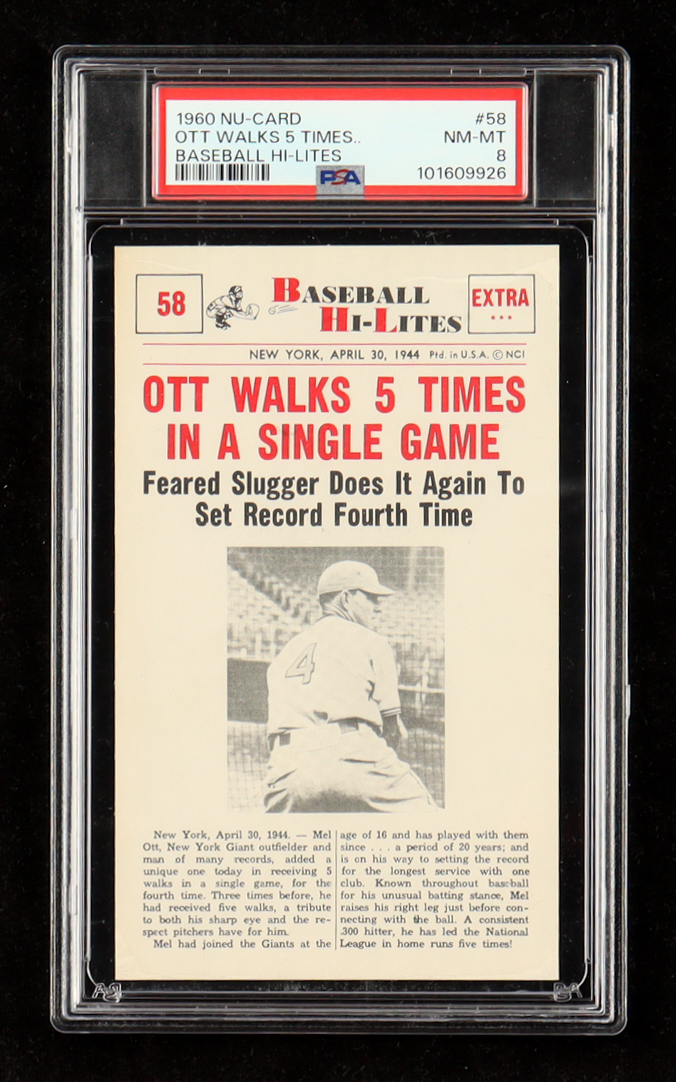 1960 NU-CARD #58
OTT WALKS 5 TIMES.. NM-MT
BASEBALL HI-LITES 8
PSA 101609926
58
BASEBALL
HI-LITES
EXTRA
...
NEW YORK, APRIL 30, 1944 Ptd. in U.S.A. © NCI
OTT WALKS 5 TIMES
IN A SINGLE GAME
Feared Slugger Does It Again To
Set Record Fourth Time
4
New York, April 30, 1944. — Mel
Ott, New York Giant outfielder and
man of many records, added a
unique one today in receiving 5
walks in a single game, for the
fourth time. Three times before, he
had received five walks, a tribute
to both his sharp eye and the re-
spect pitchers have for him.
Mel had joined the Giants at the
age of 16 and has played with them
since . . . a period of 20 years; and
is on his way to setting the record
for the longest service with one
club. Known throughout baseball
for his unusual batting stance, Mel
raises his right leg just before con-
necting with the ball. A consistent
.300 hitter, he has led the National
League in home runs five times!